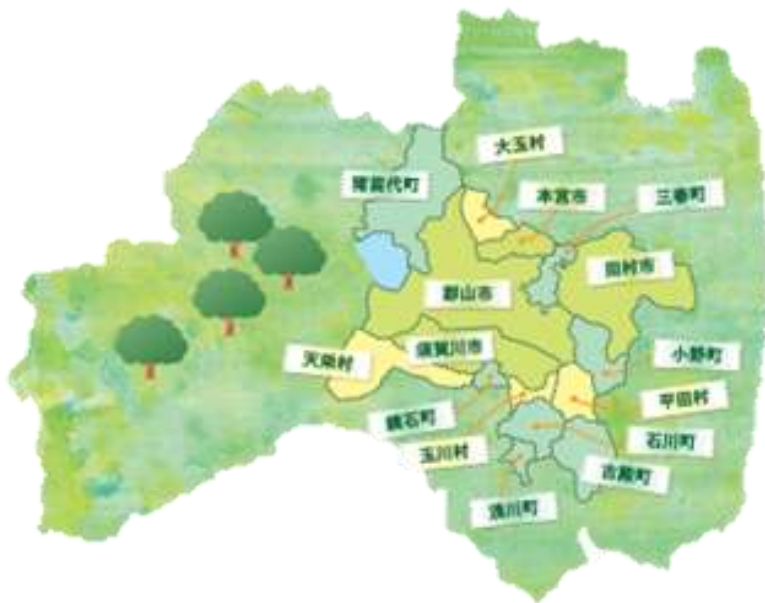 大玉村
猪苗代町
本宮市
三春町
田村市
郡山市
須賀川市
天栄村
小野町
平田村
鏡石町
玉川村
石川町
古殿町
浅川町